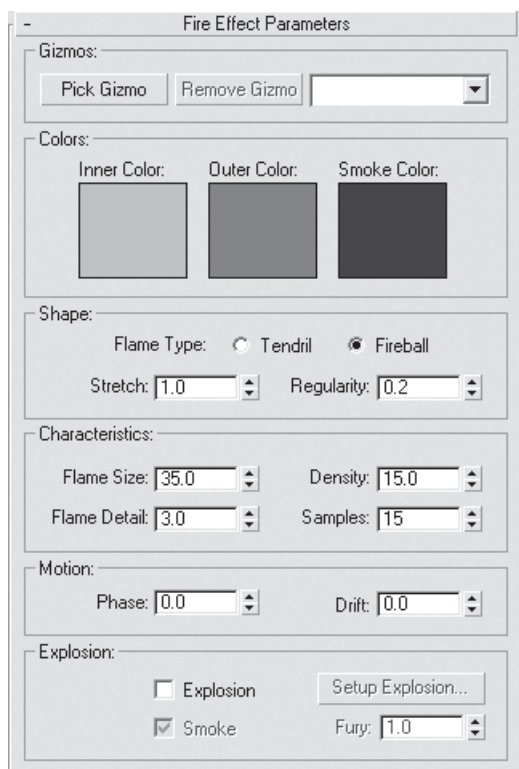 - Fire Effect Parameters
Gizmos:
Pick Gizmo Remove Gizmo
Colors:
Inner Color: Outer Color: Smoke Color:
Shape:
Flame Type: Tendril Fireball
Stretch: 1.0 Regularity: 0.2
Characteristics:
Flame Size: 35.0 Density: 15.0
Flame Detail: 3.0 Samples: 15
Motion:
Phase: 0.0 Drift: 0.0
Explosion:
Explosion Setup Explosion...
Smoke Fury: 1.0